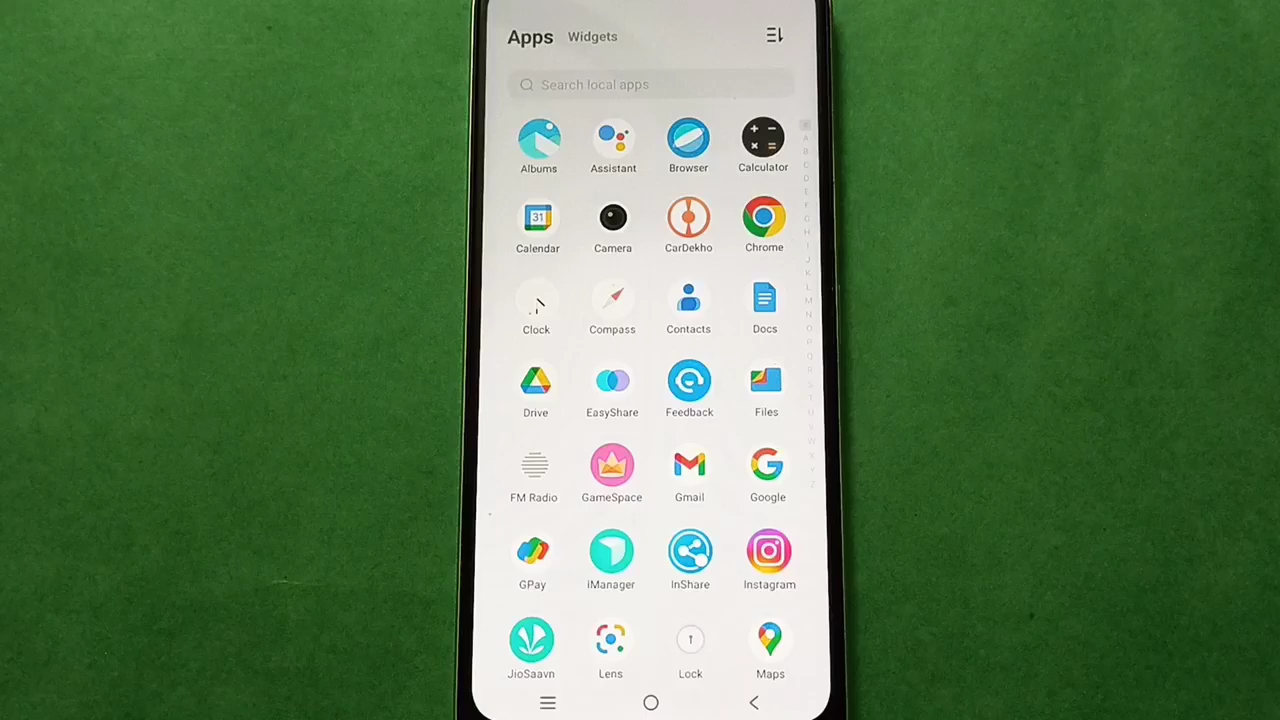 Apps Widgets
Search local apps
Albums Assistant Browser Calculator
31
Calendar Camera CarDekho Chrome
Clock Compass Contacts Docs
Drive EasyShare Feedback Files
FM Radio GameSpace Gmail Google
GPay iManager InShare Instagram
JioSaavn Lens Lock Maps